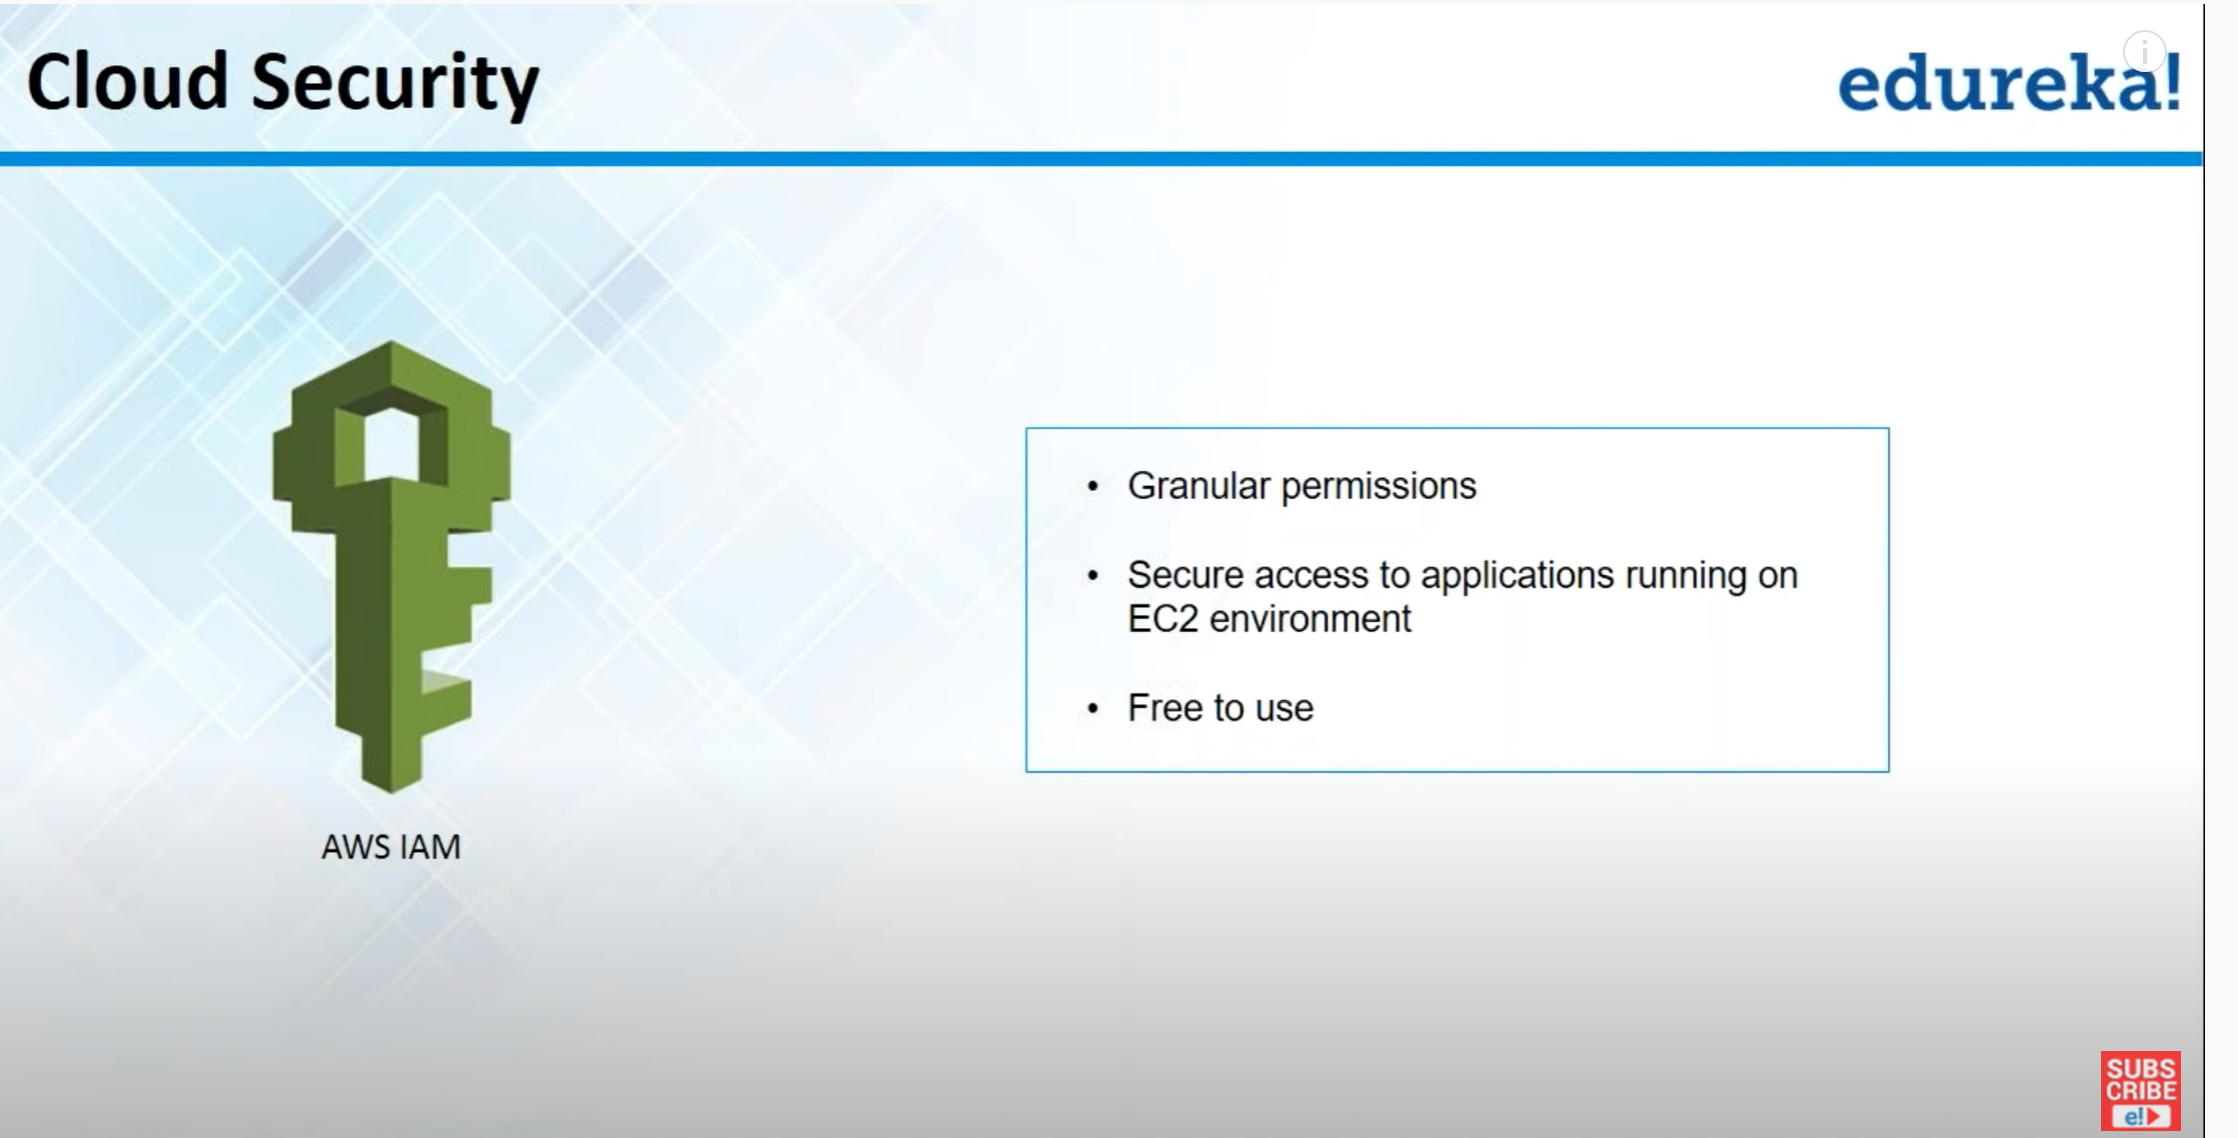 Cloud Security
edureka!
i
• Granular permissions
• Secure access to applications running on
EC2 environment
• Free to use
AWS IAM
SUBS
CRIBE
e!